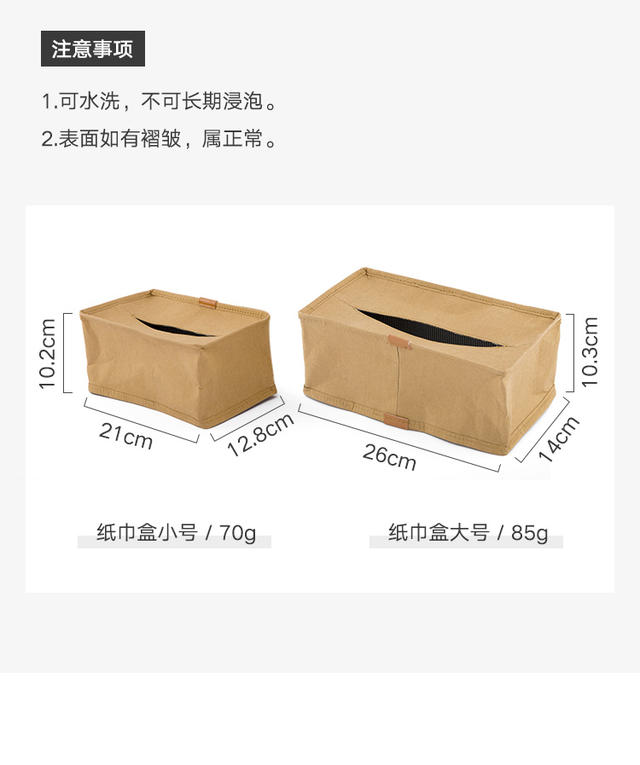 注意事项
1.可水洗，不可长期浸泡。
2.表面如有褶皱，属正常。
10.2cm
21cm
12.8cm
26cm
14cm
10.3cm
纸巾盒小号 / 70g
纸巾盒大号 / 85g